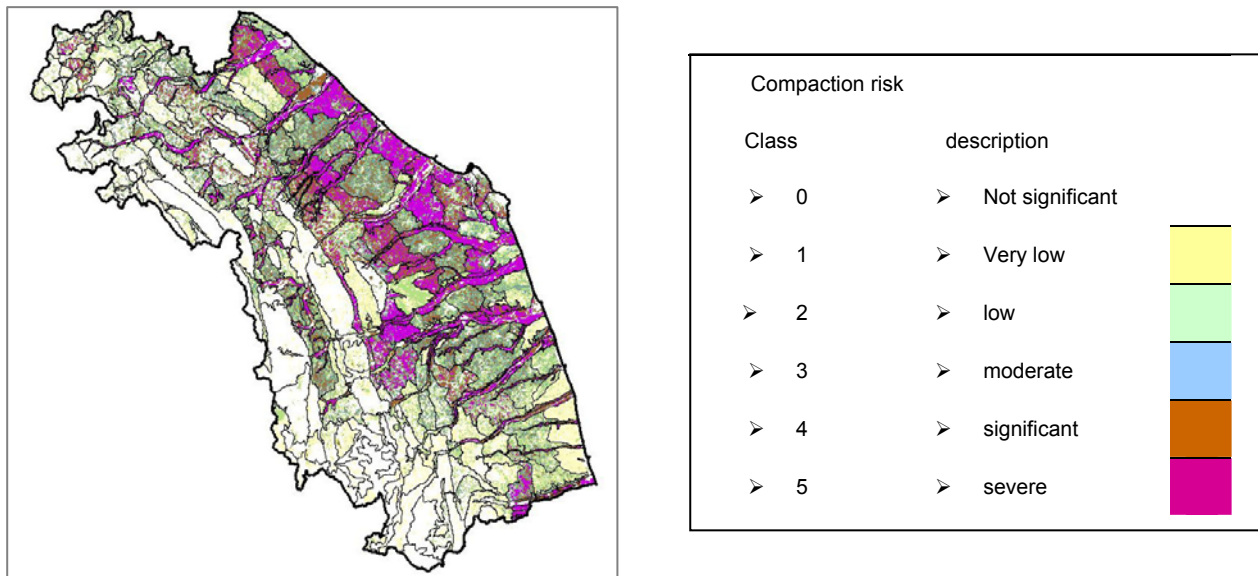 Compaction risk
Class description
➢ 0 ➢ Not significant
➢ 1 ➢ Very low
➢ 2 ➢ low
➢ 3 ➢ moderate
➢ 4 ➢ significant
➢ 5 ➢ severe